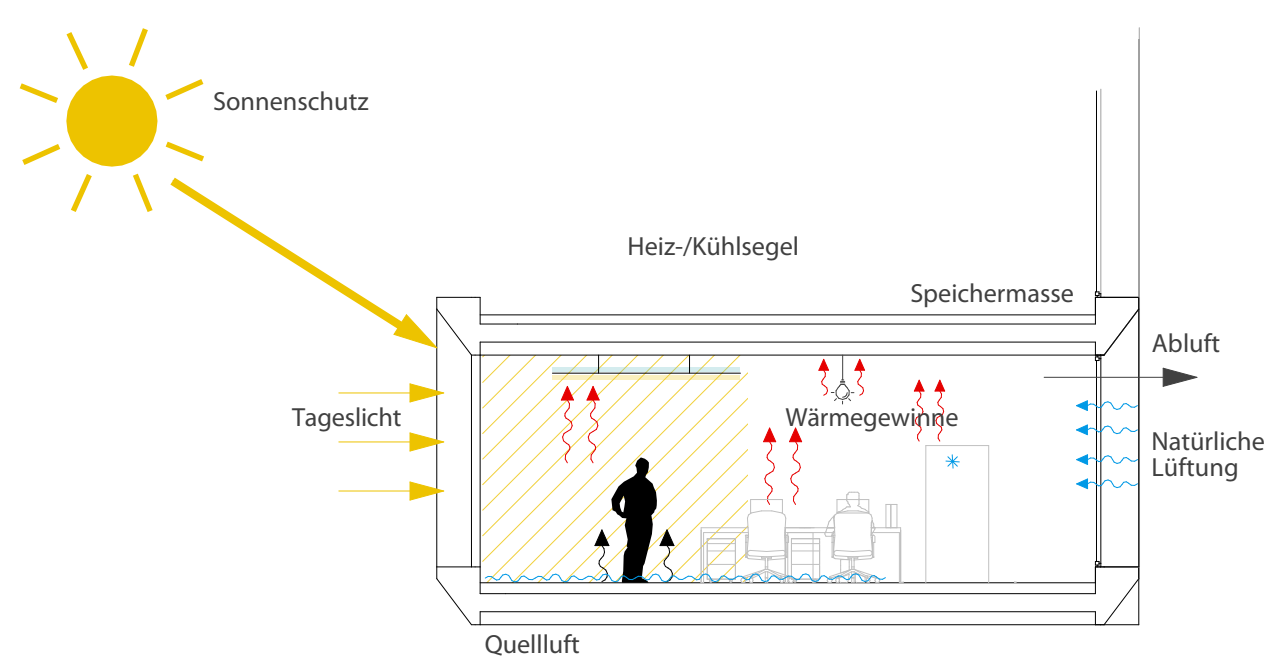 Sonnenschutz
Heiz-/Kühlsegel
Speichermasse
Abluft
Tageslicht
Wärmegewinne
Natürliche
Lüftung
Quellluft